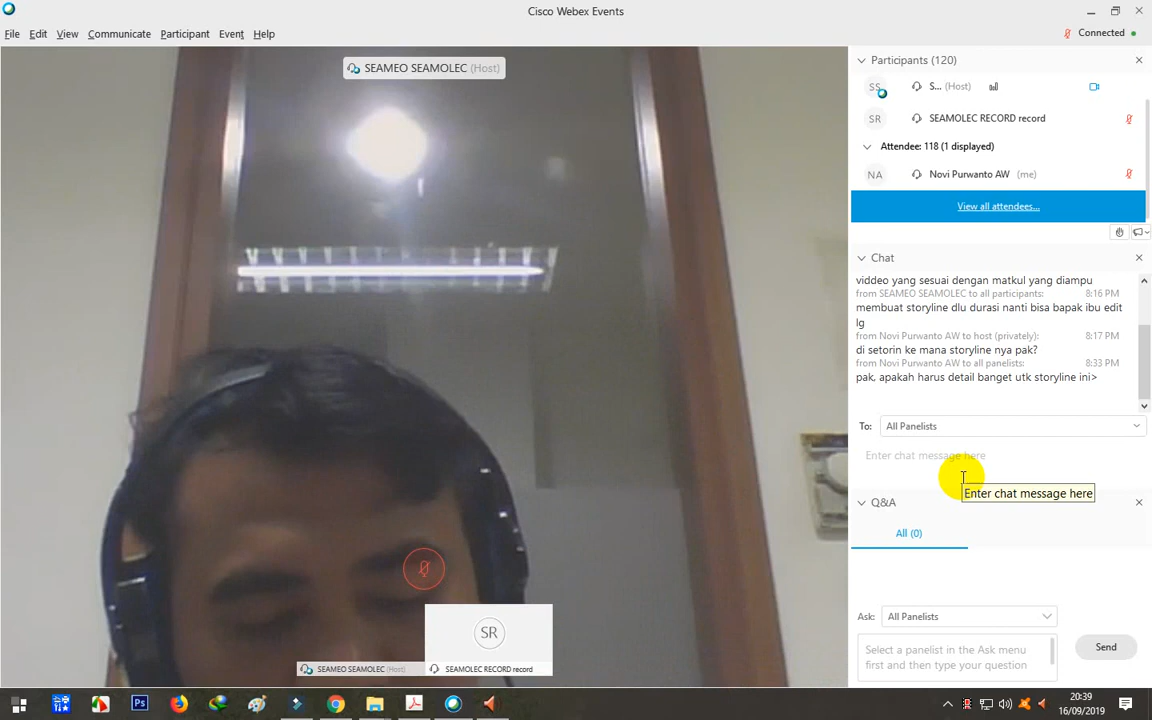 Cisco Webex Events
File Edit View Communicate Participant Event Help
Connected
SEAMEO SEAMOLEC (Host)
Participants (120)
SS S... (Host)
SR SEAMOLEC RECORD record
Attendee: 118 (1 displayed)
NA Novi Purwanto AW (me)
View all attendees...
Chat
viddeo yang sesuai dengan matkul yang diampu
from SEAMEO SEAMOLEC to all participants: 8:16 PM
membuat storyline dlu durasi nanti bisa bapak ibu edit
lg
from Novi Purwanto AW to host (privately): 8:17 PM
di setorin ke mana storyline nya pak?
from Novi Purwanto AW to all panelists: 8:33 PM
pak, apakah harus detail banget utk storyline ini>
To: All Panelists
Enter chat message here
Enter chat message here
Q&A
All (0)
Ask: All Panelists
Select a panelist in the Ask menu
first and then type your question
Send
SR
SEAMEO SEAMOLEC (Host)
SEAMOLEC RECORD record
Ps
20:39
16/09/2019